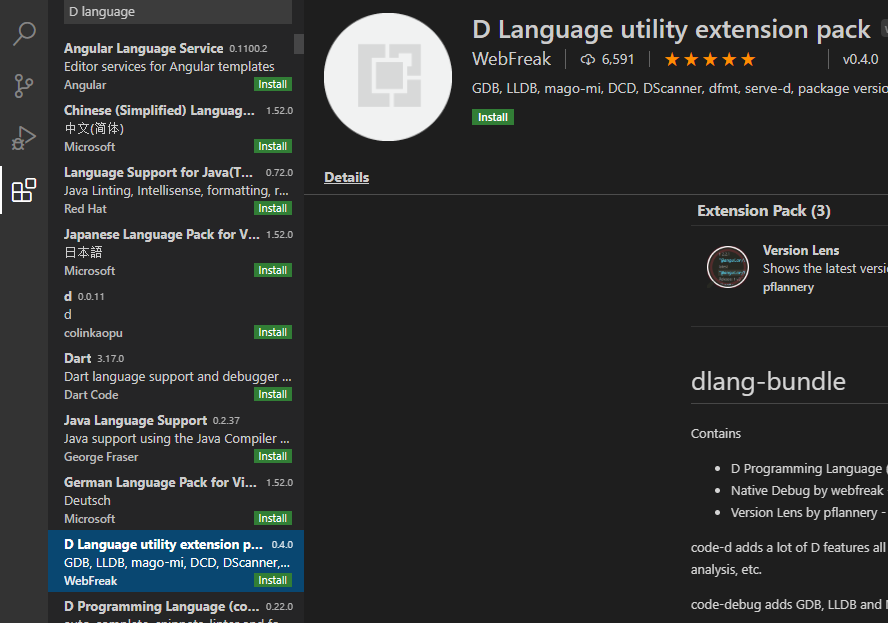 D language
Angular Language Service 0.1100.2
Editor services for Angular templates
Angular
Install
Chinese (Simplified) Languag... 1.52.0
中文(简体)
Microsoft
Install
Language Support for Java(T... 0.72.0
Java Linting, Intellisense, formatting, r...
Red Hat
Install
Japanese Language Pack for V... 1.52.0
日本語
Microsoft
Install
d 0.0.11
d
colinkaopu
Install
Dart 3.17.0
Dart language support and debugger ...
Dart Code
Install
Java Language Support 0.2.37
Java support using the Java Compiler ...
George Fraser
Install
German Language Pack for Vi... 1.52.0
Deutsch
Microsoft
Install
D Language utility extension p... 0.4.0
GDB, LLDB, mago-mi, DCD, DScanner,...
WebFreak
Install
D Programming Language (co... 0.22.0
D Language utility extension pack
WebFreak
6,591
v0.4.0
GDB, LLDB, mago-mi, DCD, DScanner, dfmt, serve-d, package versio
Install
Details
Extension Pack (3)
Version Lens
Shows the latest versi
pflannery
dlang-bundle
Contains
• D Programming Language (
• Native Debug by webfreak
• Version Lens by pflannery -
code-d adds a lot of D features all
analysis, etc.
code-debug adds GDB, LLDB and